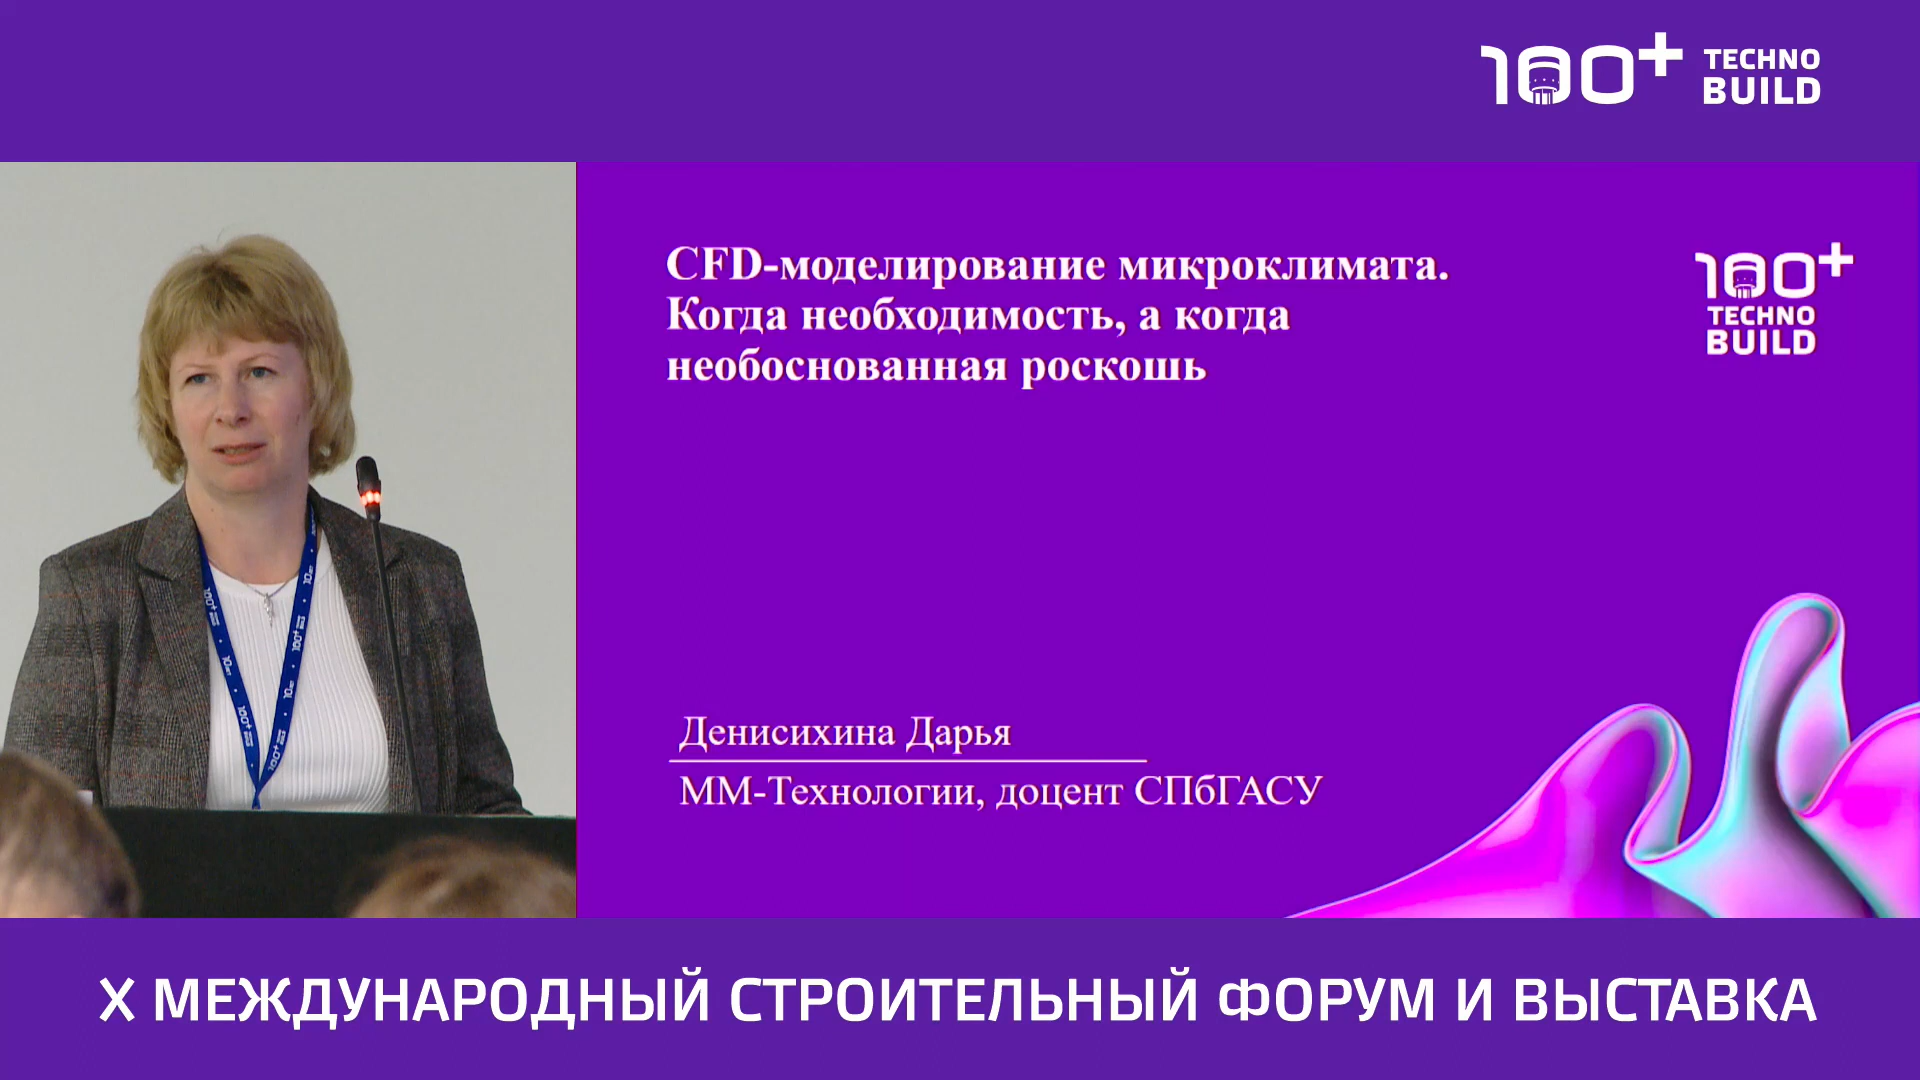 100+ TECHNO
BUILD
CFD-моделирование микроклимата.
Когда необходимость, а когда
необоснованная роскошь
100+
TECHNO
BUILD
Денисихина Дарья
ММ-Технологии, доцент СПбГАСУ
X МЕЖДУНАРОДНЫЙ СТРОИТЕЛЬНЫЙ ФОРУМ И ВЫСТАВКА